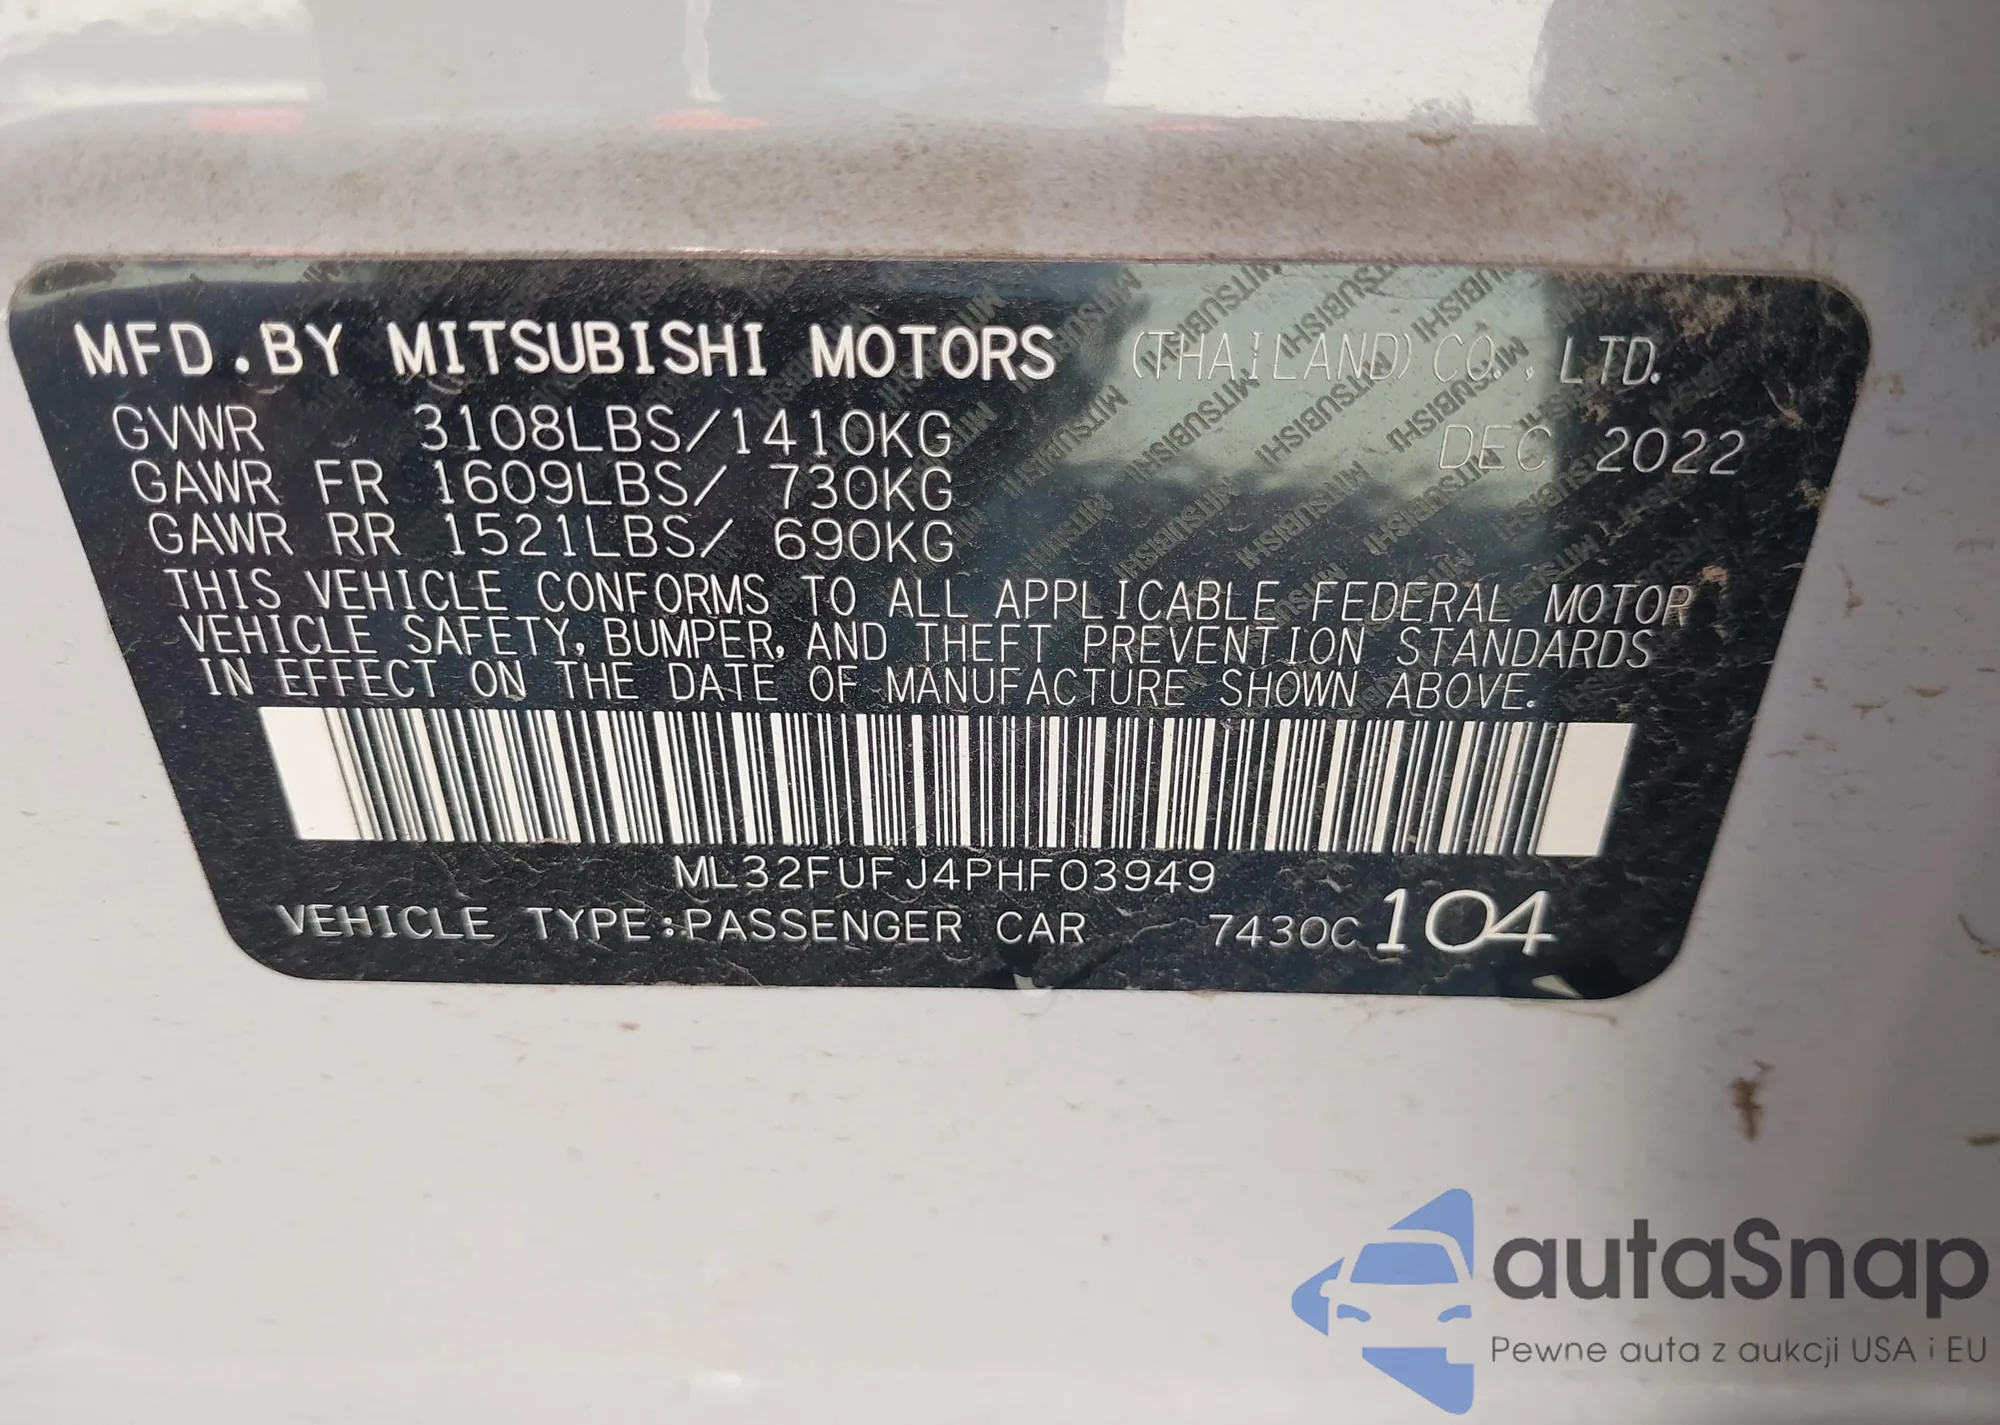 MFD.BY MITSUBISHI MOTORS (THAILAND) CO., LTD.
GVWR 3108LBS/1410KG DEC 2022
GAWR FR 1609LBS/ 730KG
GAWR RR 1521LBS/ 690KG
THIS VEHICLE CONFORMS TO ALL APPLICABLE FEDERAL MOTOR
VEHICLE SAFETY, BUMPER, AND THEFT PREVENTION STANDARDS
IN EFFECT ON THE DATE OF MANUFACTURE SHOWN ABOVE.
ML32FUFJ4PHF03949
VEHICLE TYPE:PASSENGER CAR 7430C 104
autaSnap
Pewne auta z aukcji USA i EU